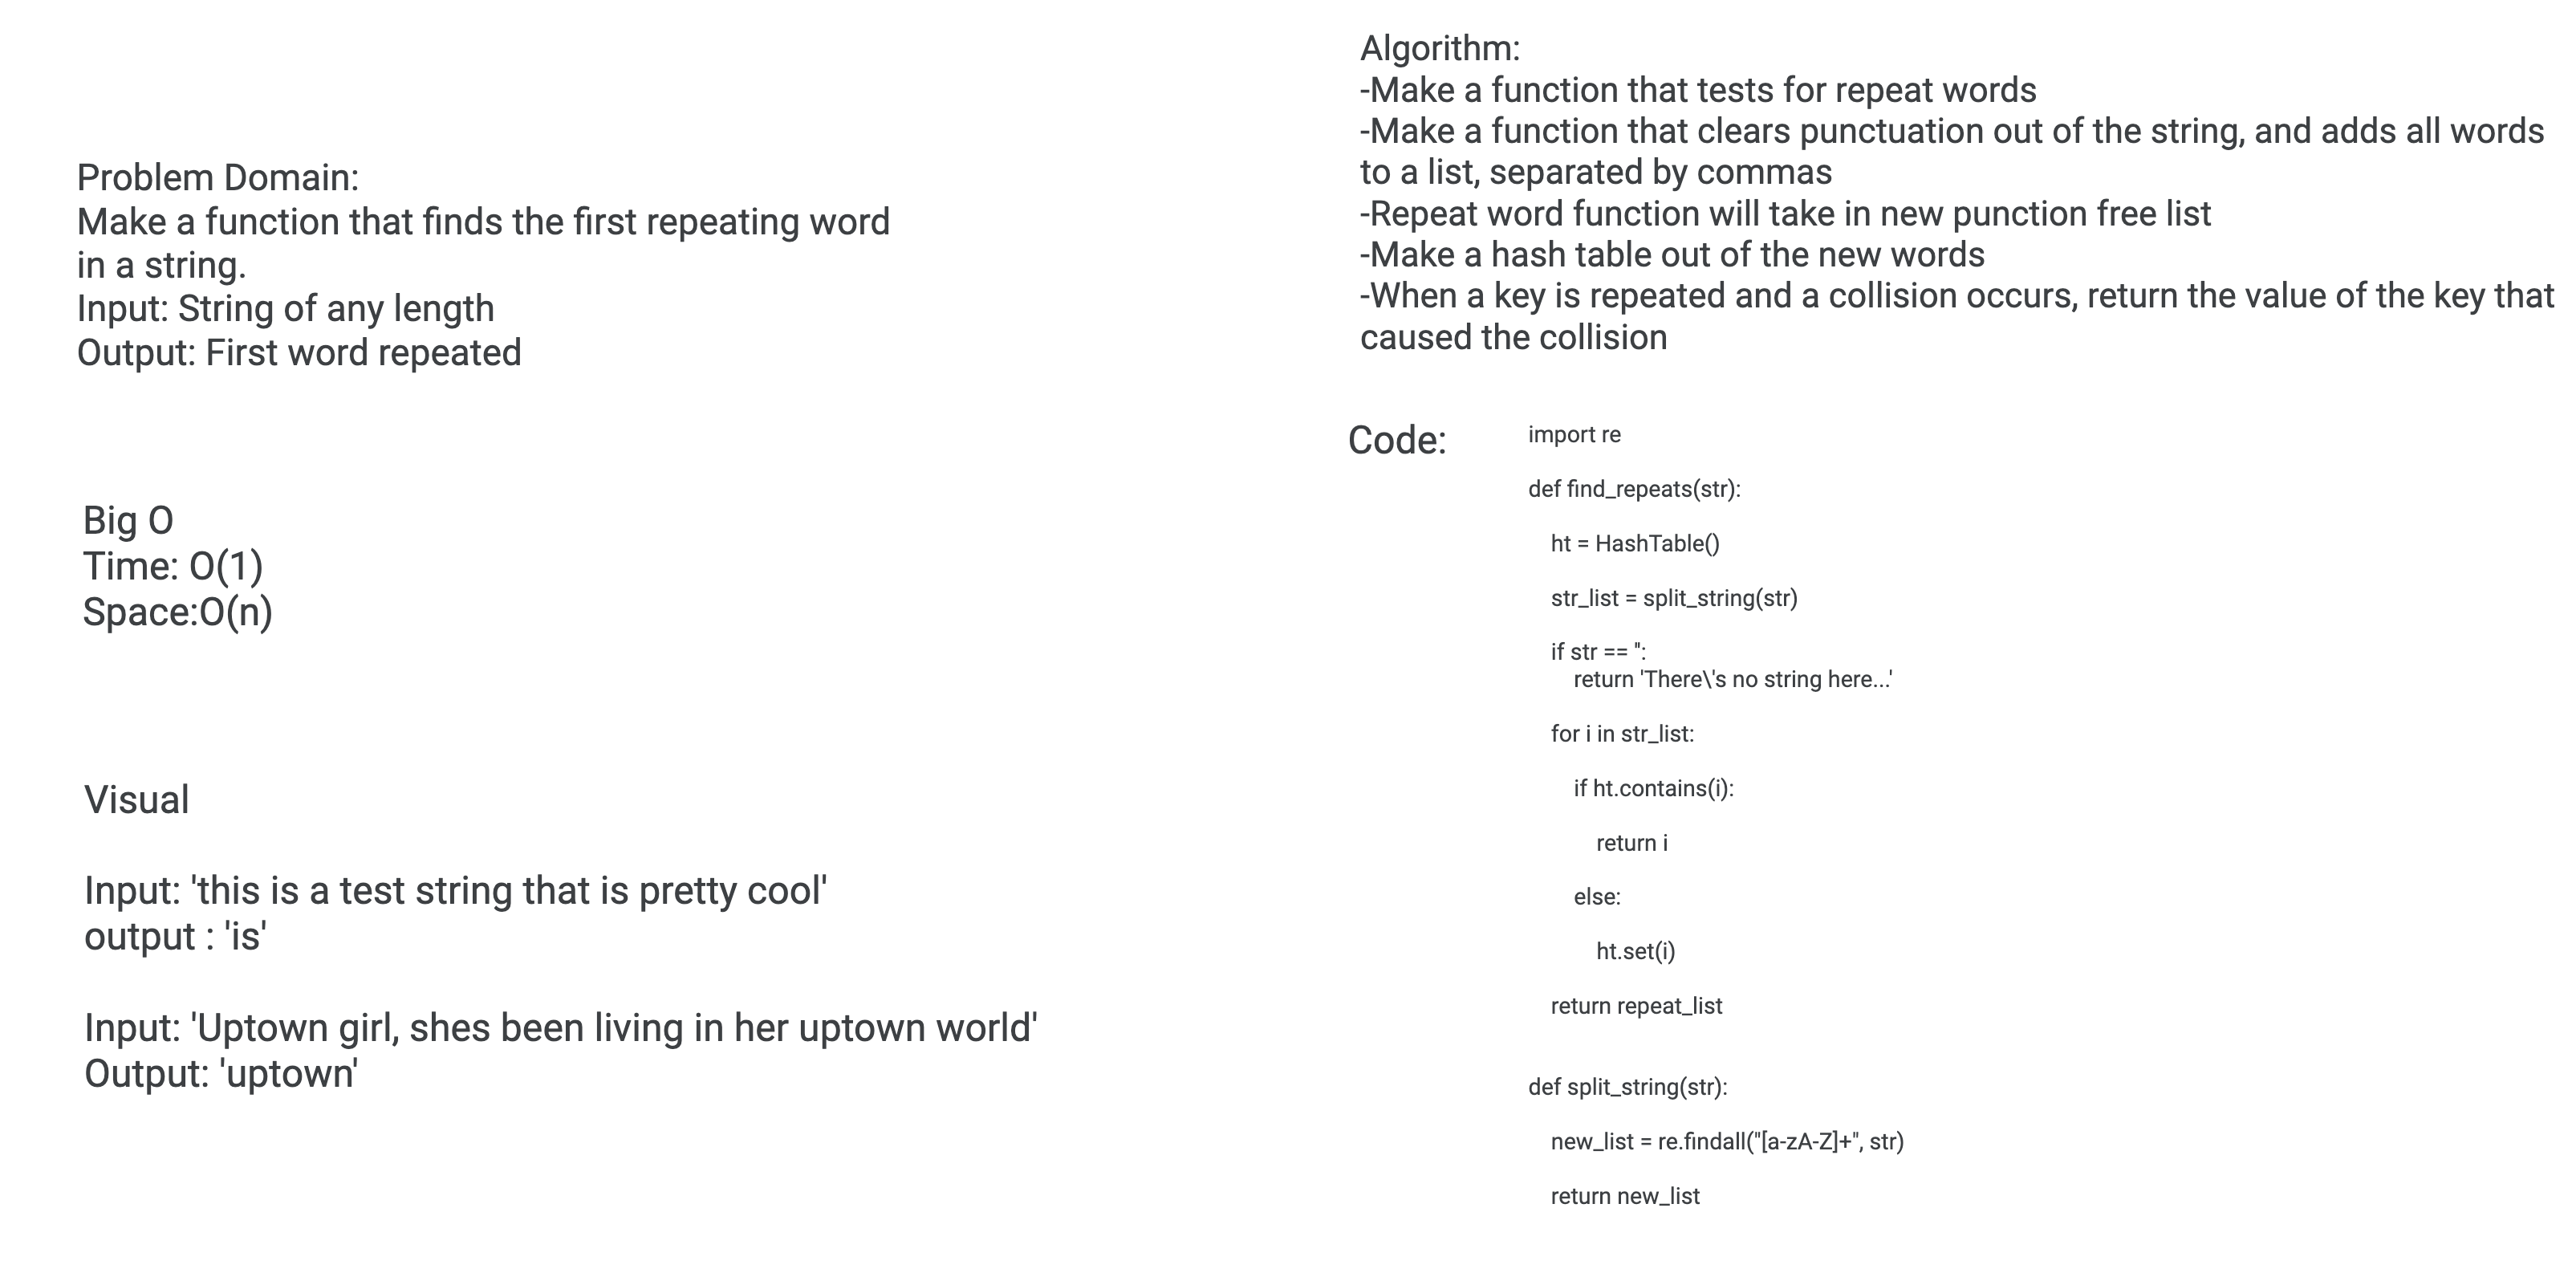 Problem Domain:
Make a function that finds the first repeating word
in a string.
Input: String of any length
Output: First word repeated
Big O
Time: O(1)
Space:O(n)
Visual
Input: 'this is a test string that is pretty cool'
output : 'is'
Input: 'Uptown girl, shes been living in her uptown world'
Output: 'uptown'
Algorithm:
-Make a function that tests for repeat words
-Make a function that clears punctuation out of the string, and adds all words
to a list, separated by commas
-Repeat word function will take in new punction free list
-Make a hash table out of the new words
-When a key is repeated and a collision occurs, return the value of the key that
caused the collision
Code:
import re
def find_repeats(str):
ht = HashTable()
str_list = split_string(str)
if str == '':
return 'There\'s no string here...'
for i in str_list:
if ht.contains(i):
return i
else:
ht.set(i)
return repeat_list
def split_string(str):
new_list = re.findall("[a-zA-Z]+", str)
return new_list